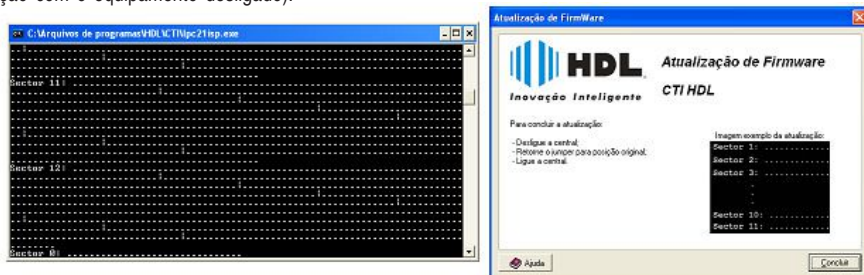 ção com o equipamento desligado).
C:\Arquivos de programas\HDL\CTI\lpc21isp.exe
Sector 11: ........................................
Sector 12: ........................................
Sector 0: ........................................
Atualização de FirmWare
HDL
Inovação Inteligente
Atualização de Firmware
CTI HDL
Para concluir a atualização:
- Desligue a central;
- Retorne o jumper para posição original;
- Ligue a central.
Imagem exemplo da atualização:
Sector 1: ............
Sector 2: ............
Sector 3: ............
Sector 10: ............
Sector 11: ............
Ajuda
Concluir